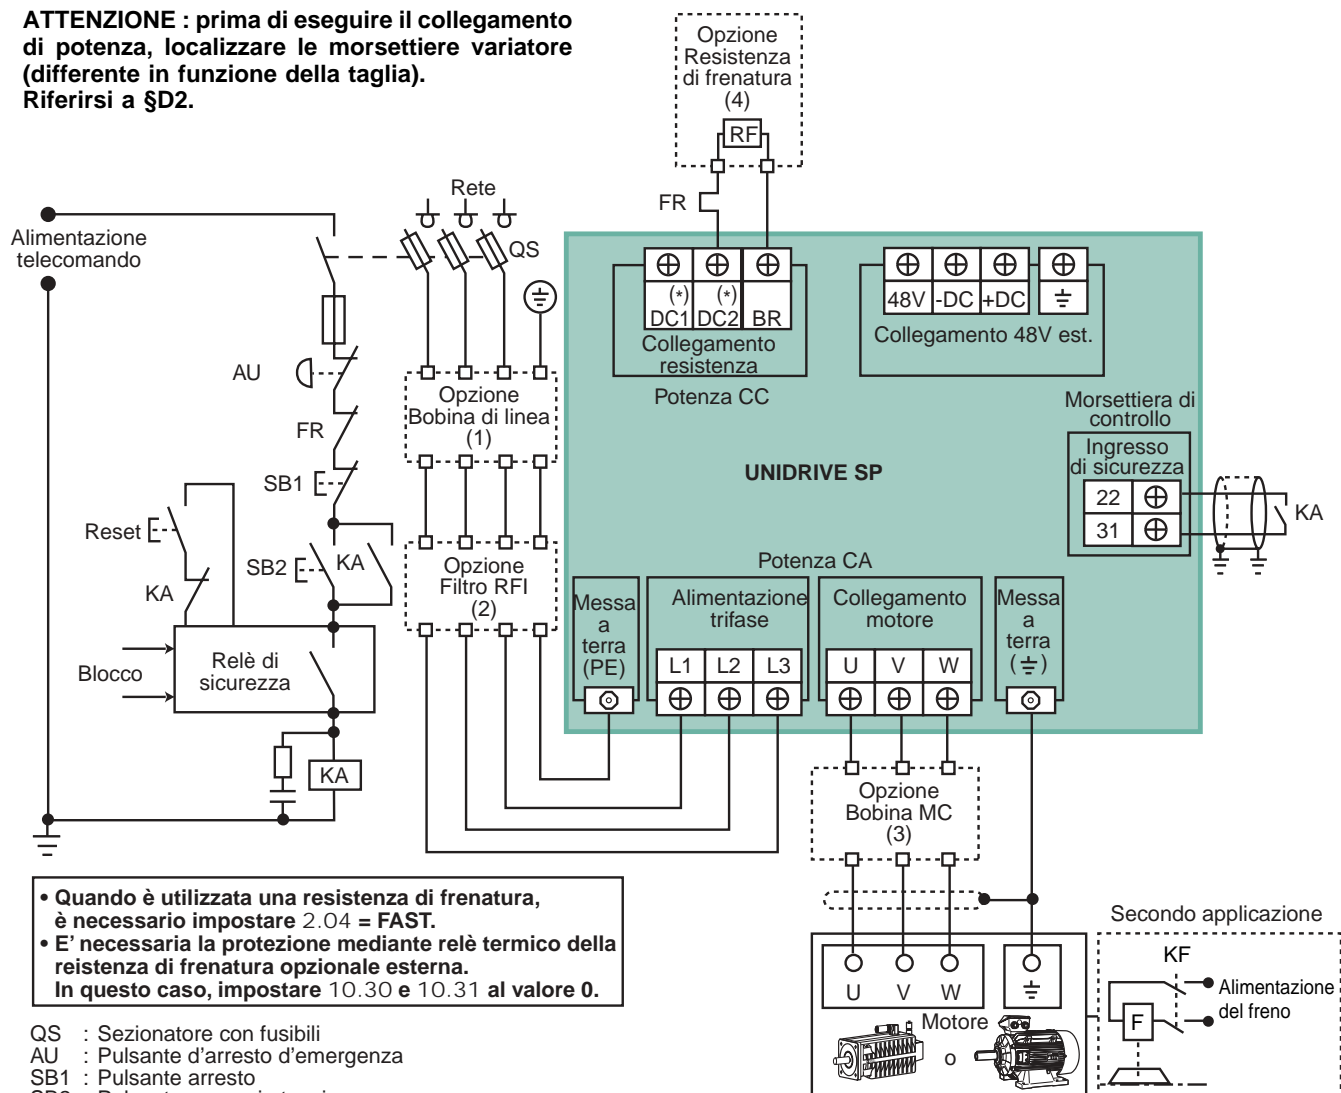 ATTENZIONE : prima di eseguire il collegamento
di potenza, localizzare le morsettiere variatore
(differente in funzione della taglia).
Riferirsi a §D2.
Opzione
Resistenza
di frenatura
(4)
RF
FR
Rete
QS
Alimentazione
telecomando
AU
FR
SB1
Reset
SB2
KA
KA
Blocco
Relè di
sicurezza
KA
Opzione
Bobina di linea
(1)
Opzione
Filtro RFI
(2)
(*) (*)
DC1 DC2 BR
Collegamento
resistenza
Potenza CC
48V -DC +DC
Collegamento 48V est.
Morsettiera di
controllo
Ingresso
di sicurezza
22
31
KA
UNIDRIVE SP
Potenza CA
Messa
a
terra
(PE)
Alimentazione
trifase
L1 L2 L3
Collegamento
motore
U V W
Messa
a
terra
( )
Opzione
Bobina MC
(3)
U V W
Motore
o
Secondo applicazione
KF
F
Alimentazione
del freno
• Quando è utilizzata una resistenza di frenatura,
è necessario impostare 2.04 = FAST.
• E' necessaria la protezione mediante relè termico della
reistenza di frenatura opzionale esterna.
In questo caso, impostare 10.30 e 10.31 al valore 0.
QS : Sezionatore con fusibili
AU : Pulsante d'arresto d'emergenza
SB1 : Pulsante arresto